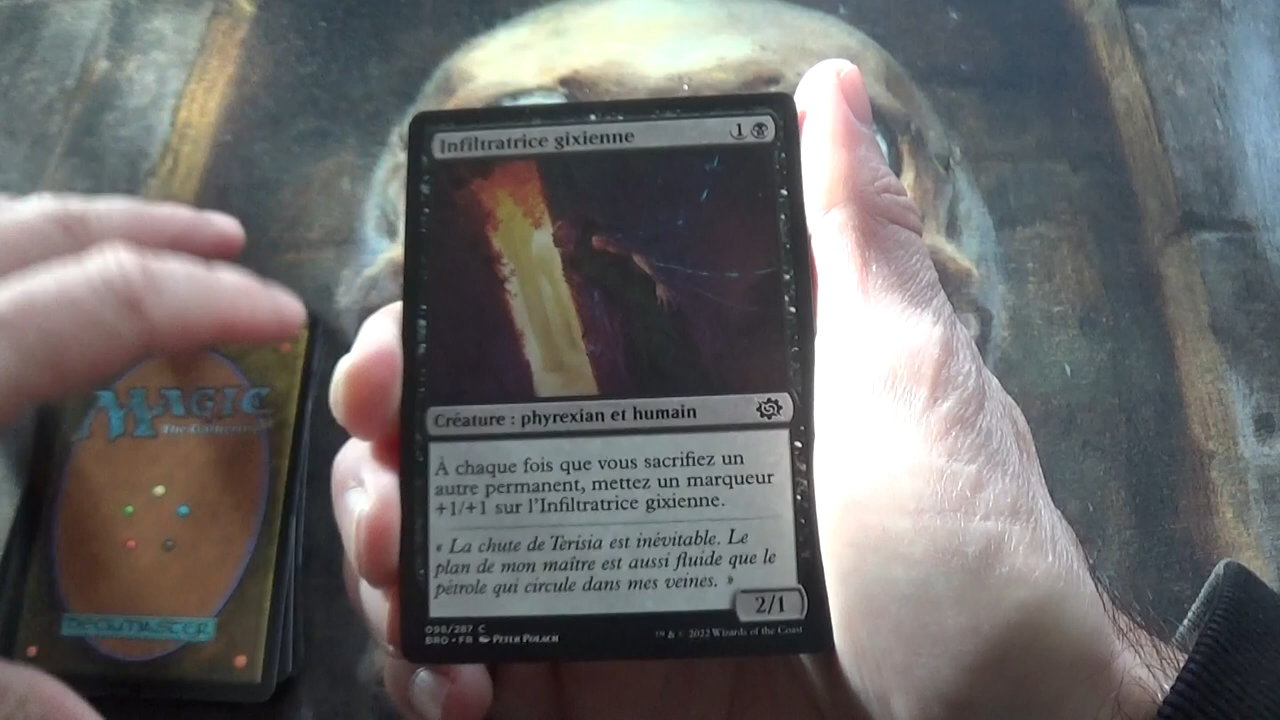 Infiltratrice gixienne 1
Créature : phyrexian et humain
À chaque fois que vous sacrifiez un
autre permanent, mettez un marqueur
+1/+1 sur l'Infiltratrice gixienne.
« La chute de Terisia est inévitable. Le
plan de mon maître est aussi fluide que le
pétrole qui circule dans mes veines. »
2/1
098/287 C
BRO • FR Peter Polach
™ & © 2022 Wizards of the Coast
Magic
The Gathering
DECKMASTER